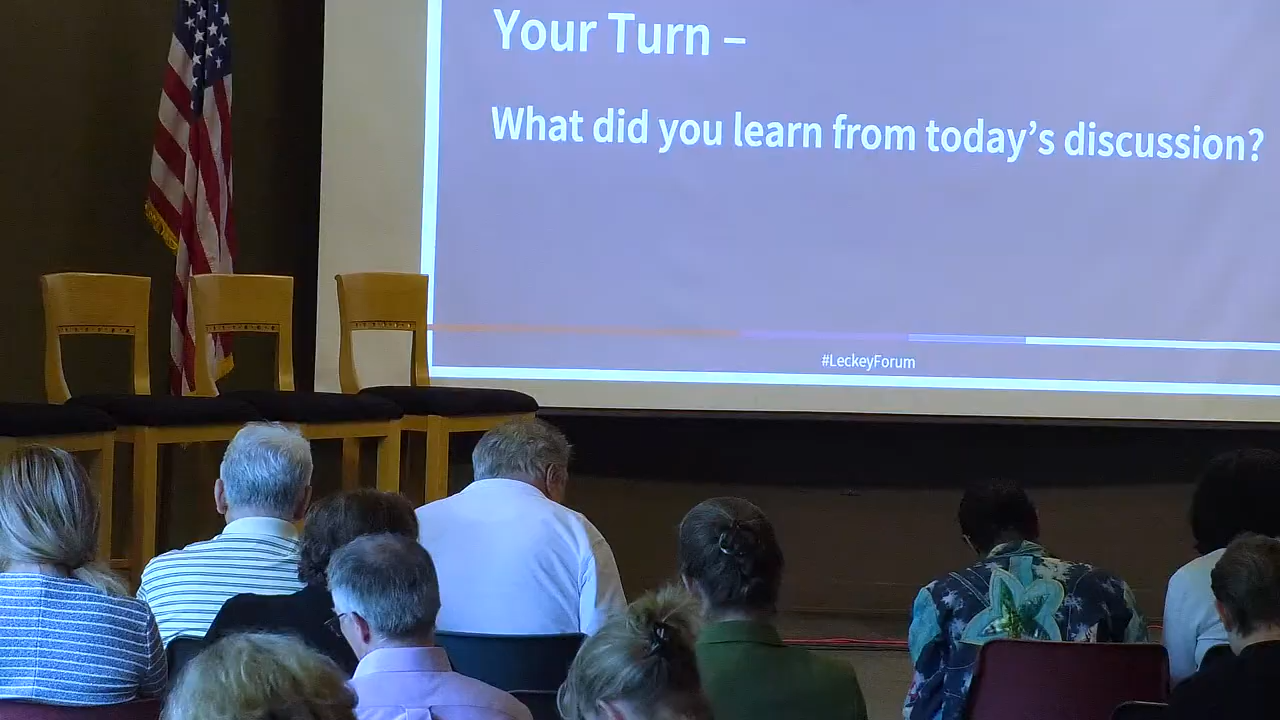 Your Turn –
What did you learn from today’s discussion?
#LeckeyForum